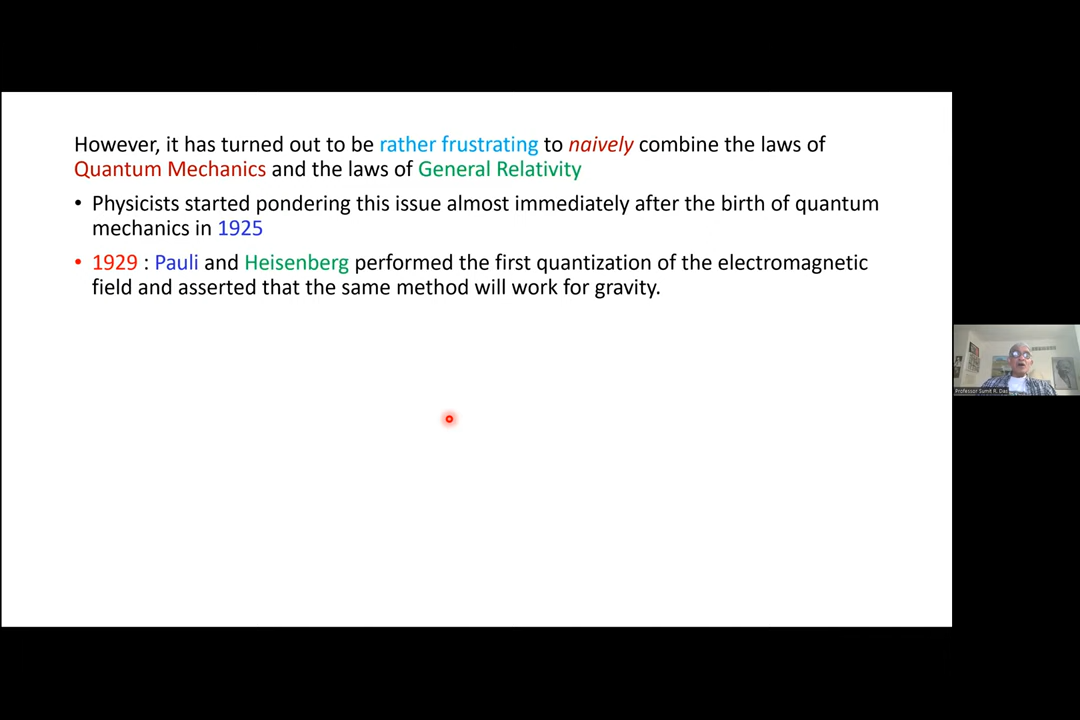 However, it has turned out to be rather frustrating to naively combine the laws of
Quantum Mechanics and the laws of General Relativity
• Physicists started pondering this issue almost immediately after the birth of quantum
mechanics in 1925
• 1929 : Pauli and Heisenberg performed the first quantization of the electromagnetic
field and asserted that the same method will work for gravity.
Professor Sumit R. Das